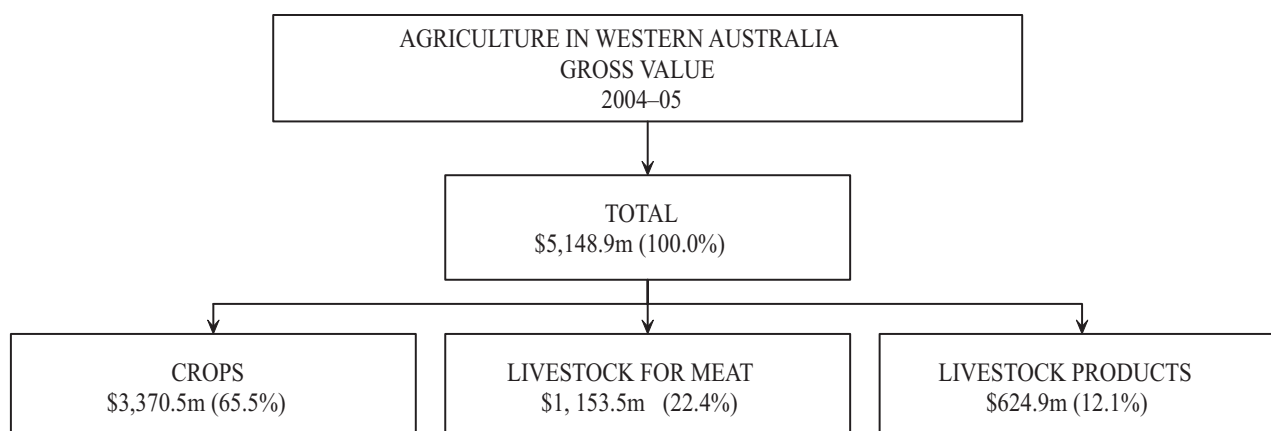 AGRICULTURE IN WESTERN AUSTRALIA
GROSS VALUE
2004–05
TOTAL
$5,148.9m (100.0%)
CROPS
$3,370.5m (65.5%)
LIVESTOCK FOR MEAT
$1, 153.5m (22.4%)
LIVESTOCK PRODUCTS
$624.9m (12.1%)